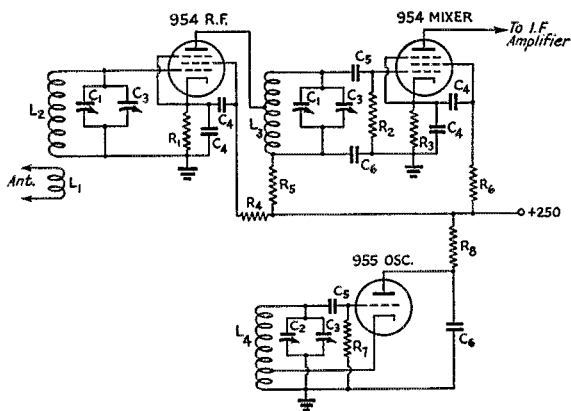 954 R.F.
954 MIXER
To I.F.
Amplifier
C5
C4
C4
L2
C1
C3
L3
C1
C3
R2
C4
C4
R1
R3
Ant.
L1
C6
R5
R6
R4
+250
R8
955 OSC.
C5
L4
C2
C3
R7
C6